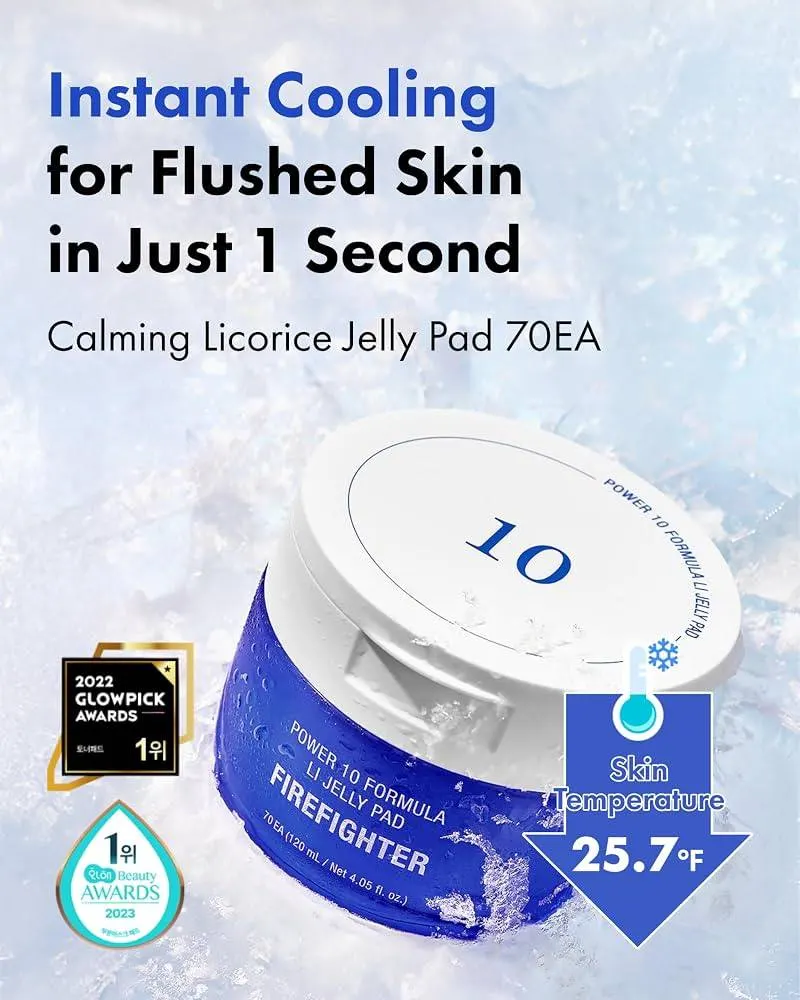 Instant Cooling
for Flushed Skin
in Just 1 Second
Calming Licorice Jelly Pad 70EA
10
POWER 10 FORMULA LI JELLY PAD
2022
GLOWPICK
AWARDS
토너패드
1위
POWER 10 FORMULA
LI JELLY PAD
FIREFIGHTER
70 EA (120 mL / Net 4.05 fl. oz.)
Skin
Temperature
25.7°F
1위
Beauty
AWARDS
2023